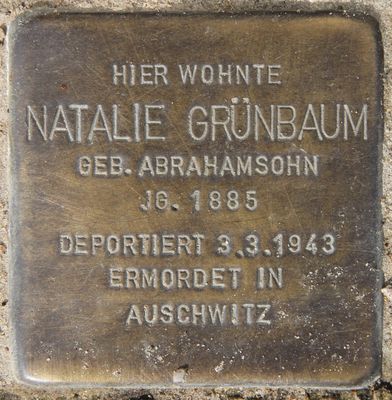 HIER WOHNTE
NATALIE GRÜNBAUM
GEB. ABRAHAMSOHN
JG. 1885
DEPORTIERT 3.3.1943
ERMORDET IN
AUSCHWITZ